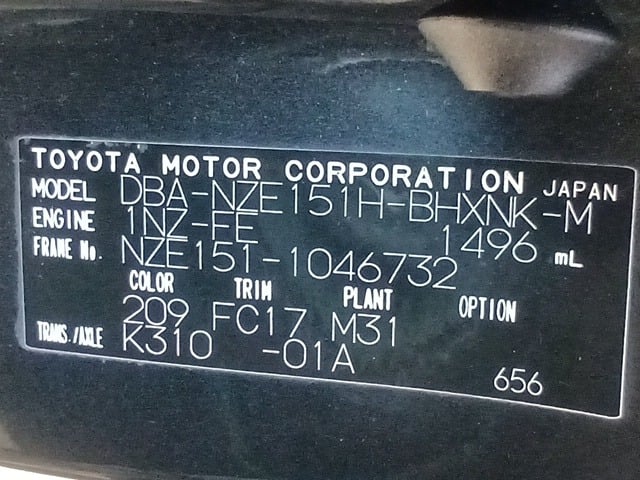 TOYOTA MOTOR CORPORATION JAPAN
MODEL DBA-NZE151H-BHXNK-M
ENGINE 1NZ-FE 1496 mL
FRAME No. NZE151-1046732
COLOR TRIM PLANT OPTION
209 FC17 M31
TRANS./AXLE K310 -01A
656